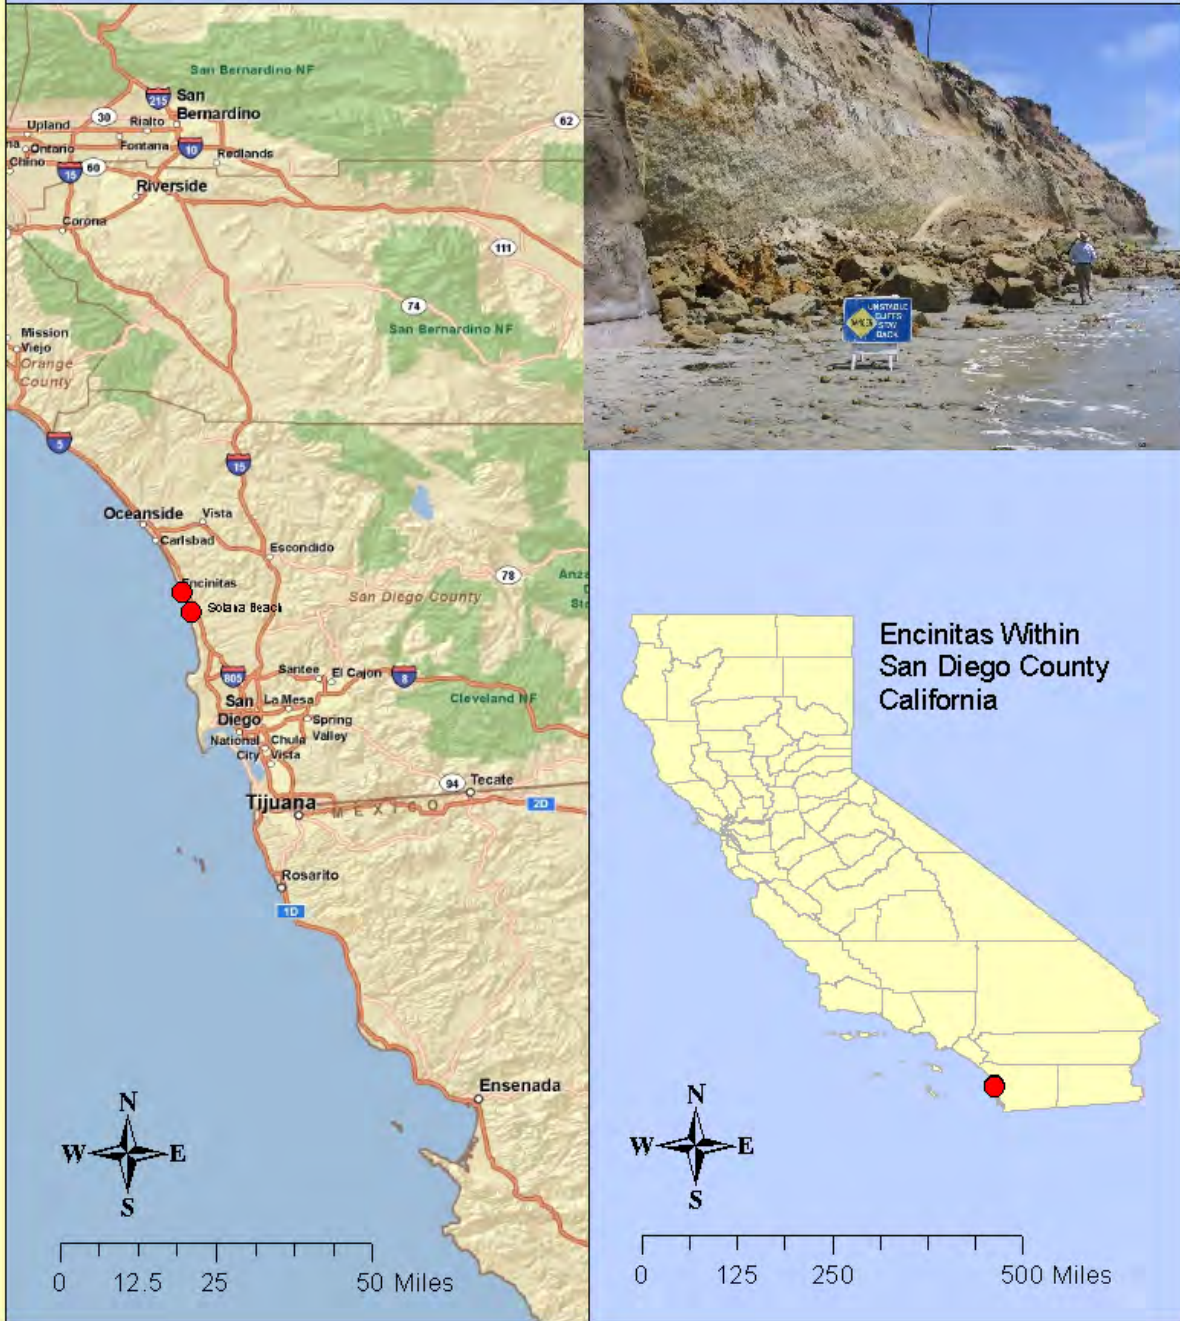 San Bernardino NF
215
San
Bernardino
30
Rialto
Upland
62
Ontario
Fontana
10
Redlands
Chino
15
60
Riverside
Corona
111
74
San Bernardino NF
Mission
Viejo
Orange
County
5
15
Oceanside
Vista
Carlsbad
Escondido
78
Encinitas
San Diego County
Solana Beach
Santee
El Cajon
805
8
San
Diego
La Mesa
Cleveland NF
Spring
Valley
National
City
Chula
Vista
94
Tecate
Tijuana
MEXICO
2D
Rosarito
1D
Ensenada
N
W E
S
0 12.5 25 50 Miles
UNSTABLE
CLIFFS
STAY
BACK
Encinitas Within
San Diego County
California
N
W E
S
0 125 250 500 Miles